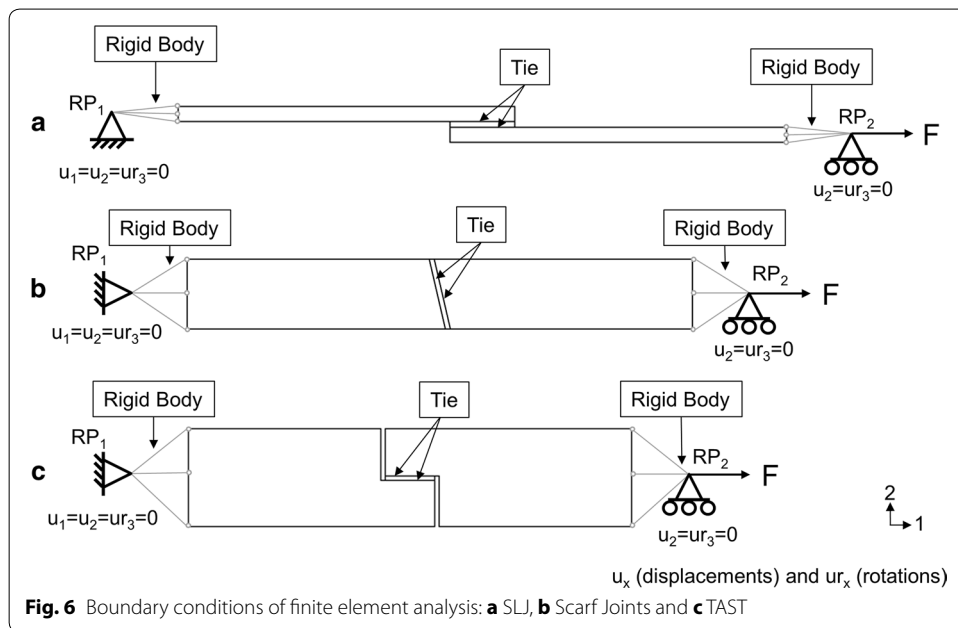 Rigid Body
Tie
Rigid Body
RP₁
RP₂
a
F
u₁=u₂=ur₃=0
u₂=ur₃=0
Rigid Body
Tie
Rigid Body
RP₁
RP₂
b
F
u₁=u₂=ur₃=0
u₂=ur₃=0
Rigid Body
Tie
Rigid Body
RP₁
RP₂
c
F
u₁=u₂=ur₃=0
u₂=ur₃=0
2
1
uₓ (displacements) and urₓ (rotations)
Fig. 6 Boundary conditions of finite element analysis: a SLJ, b Scarf Joints and c TAST